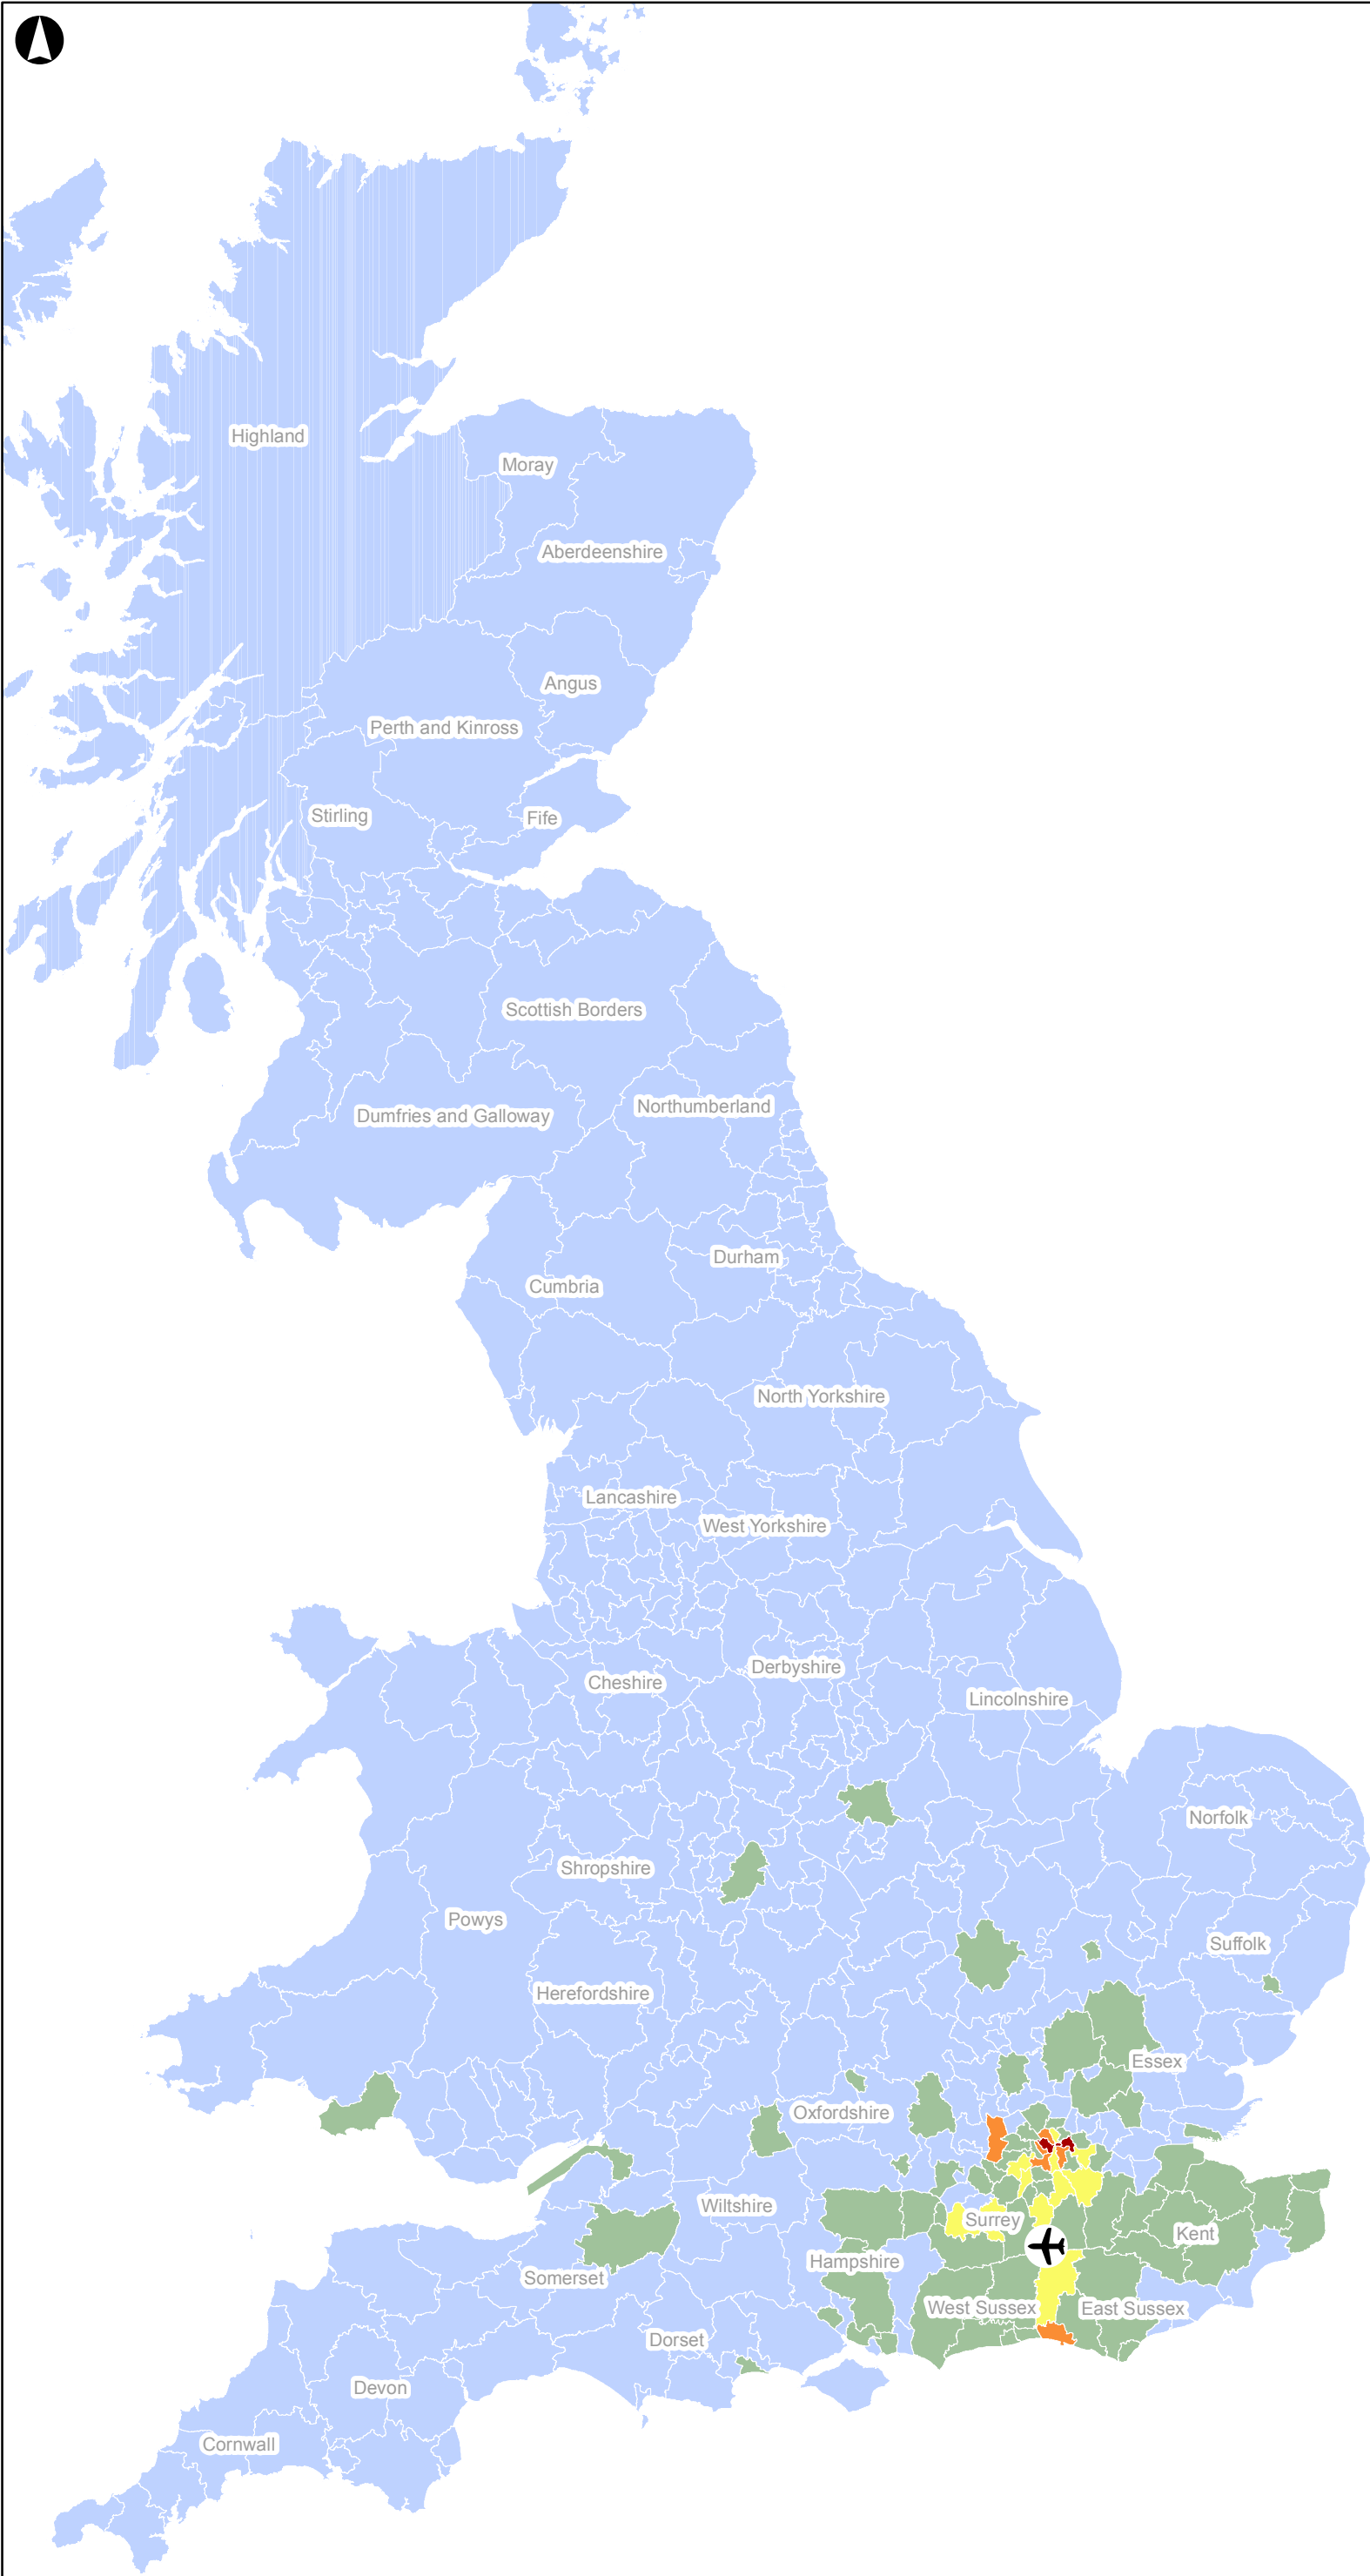 Highland
Moray
Aberdeenshire
Angus
Perth and Kinross
Stirling
Fife
Scottish Borders
Northumberland
Dumfries and Galloway
Durham
Cumbria
North Yorkshire
Lancashire
West Yorkshire
Derbyshire
Cheshire
Lincolnshire
Norfolk
Shropshire
Powys
Suffolk
Herefordshire
Essex
Oxfordshire
Wiltshire
Surrey
Kent
Hampshire
Somerset
West Sussex
East Sussex
Dorset
Devon
Cornwall